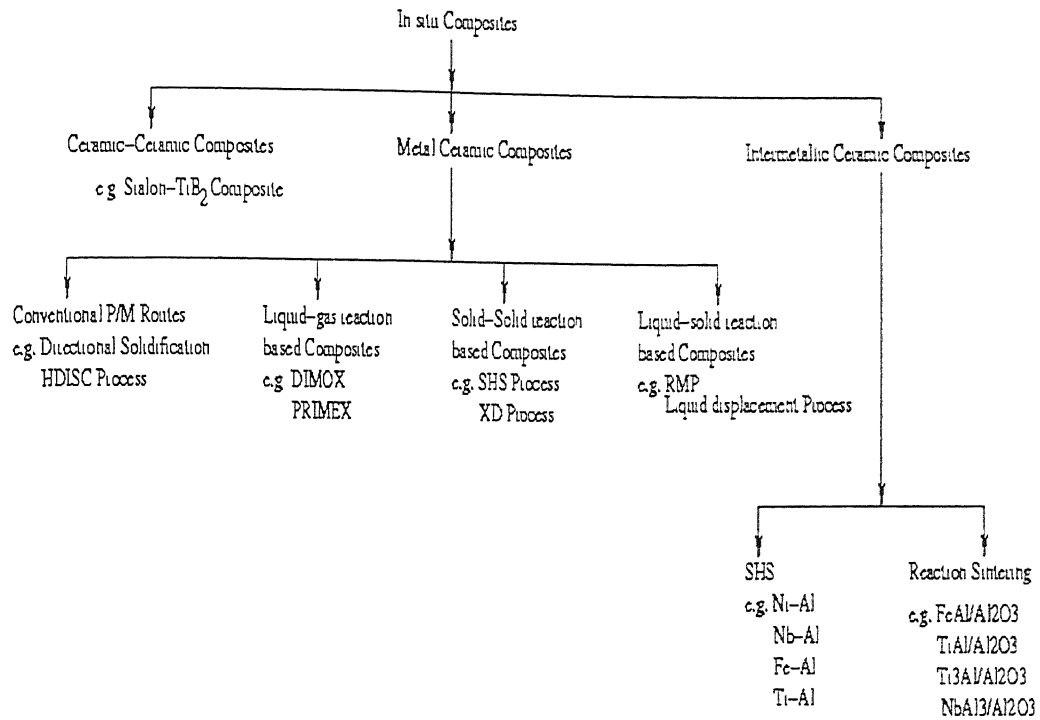 In situ Composites
Ceramic-Ceramic Composites
e.g. Sialon-TiB2 Composite
Metal Ceramic Composites
Intermetallic Ceramic Composites
Conventional P/M Routes
e.g. Directional Solidification
HDISC Process
Liquid-gas reaction
based Composites
e.g. DIMOX
PRIMEX
Solid-Solid reaction
based Composites
e.g. SHS Process
XD Process
Liquid-solid reaction
based Composites
e.g. RMP
Liquid displacement Process
SHS
e.g. Ni-Al
Nb-Al
Fe-Al
Ti-Al
Reaction Sintering
e.g. FeAl/Al2O3
TiAl/Al2O3
Ti3Al/Al2O3
NbAl3/Al2O3